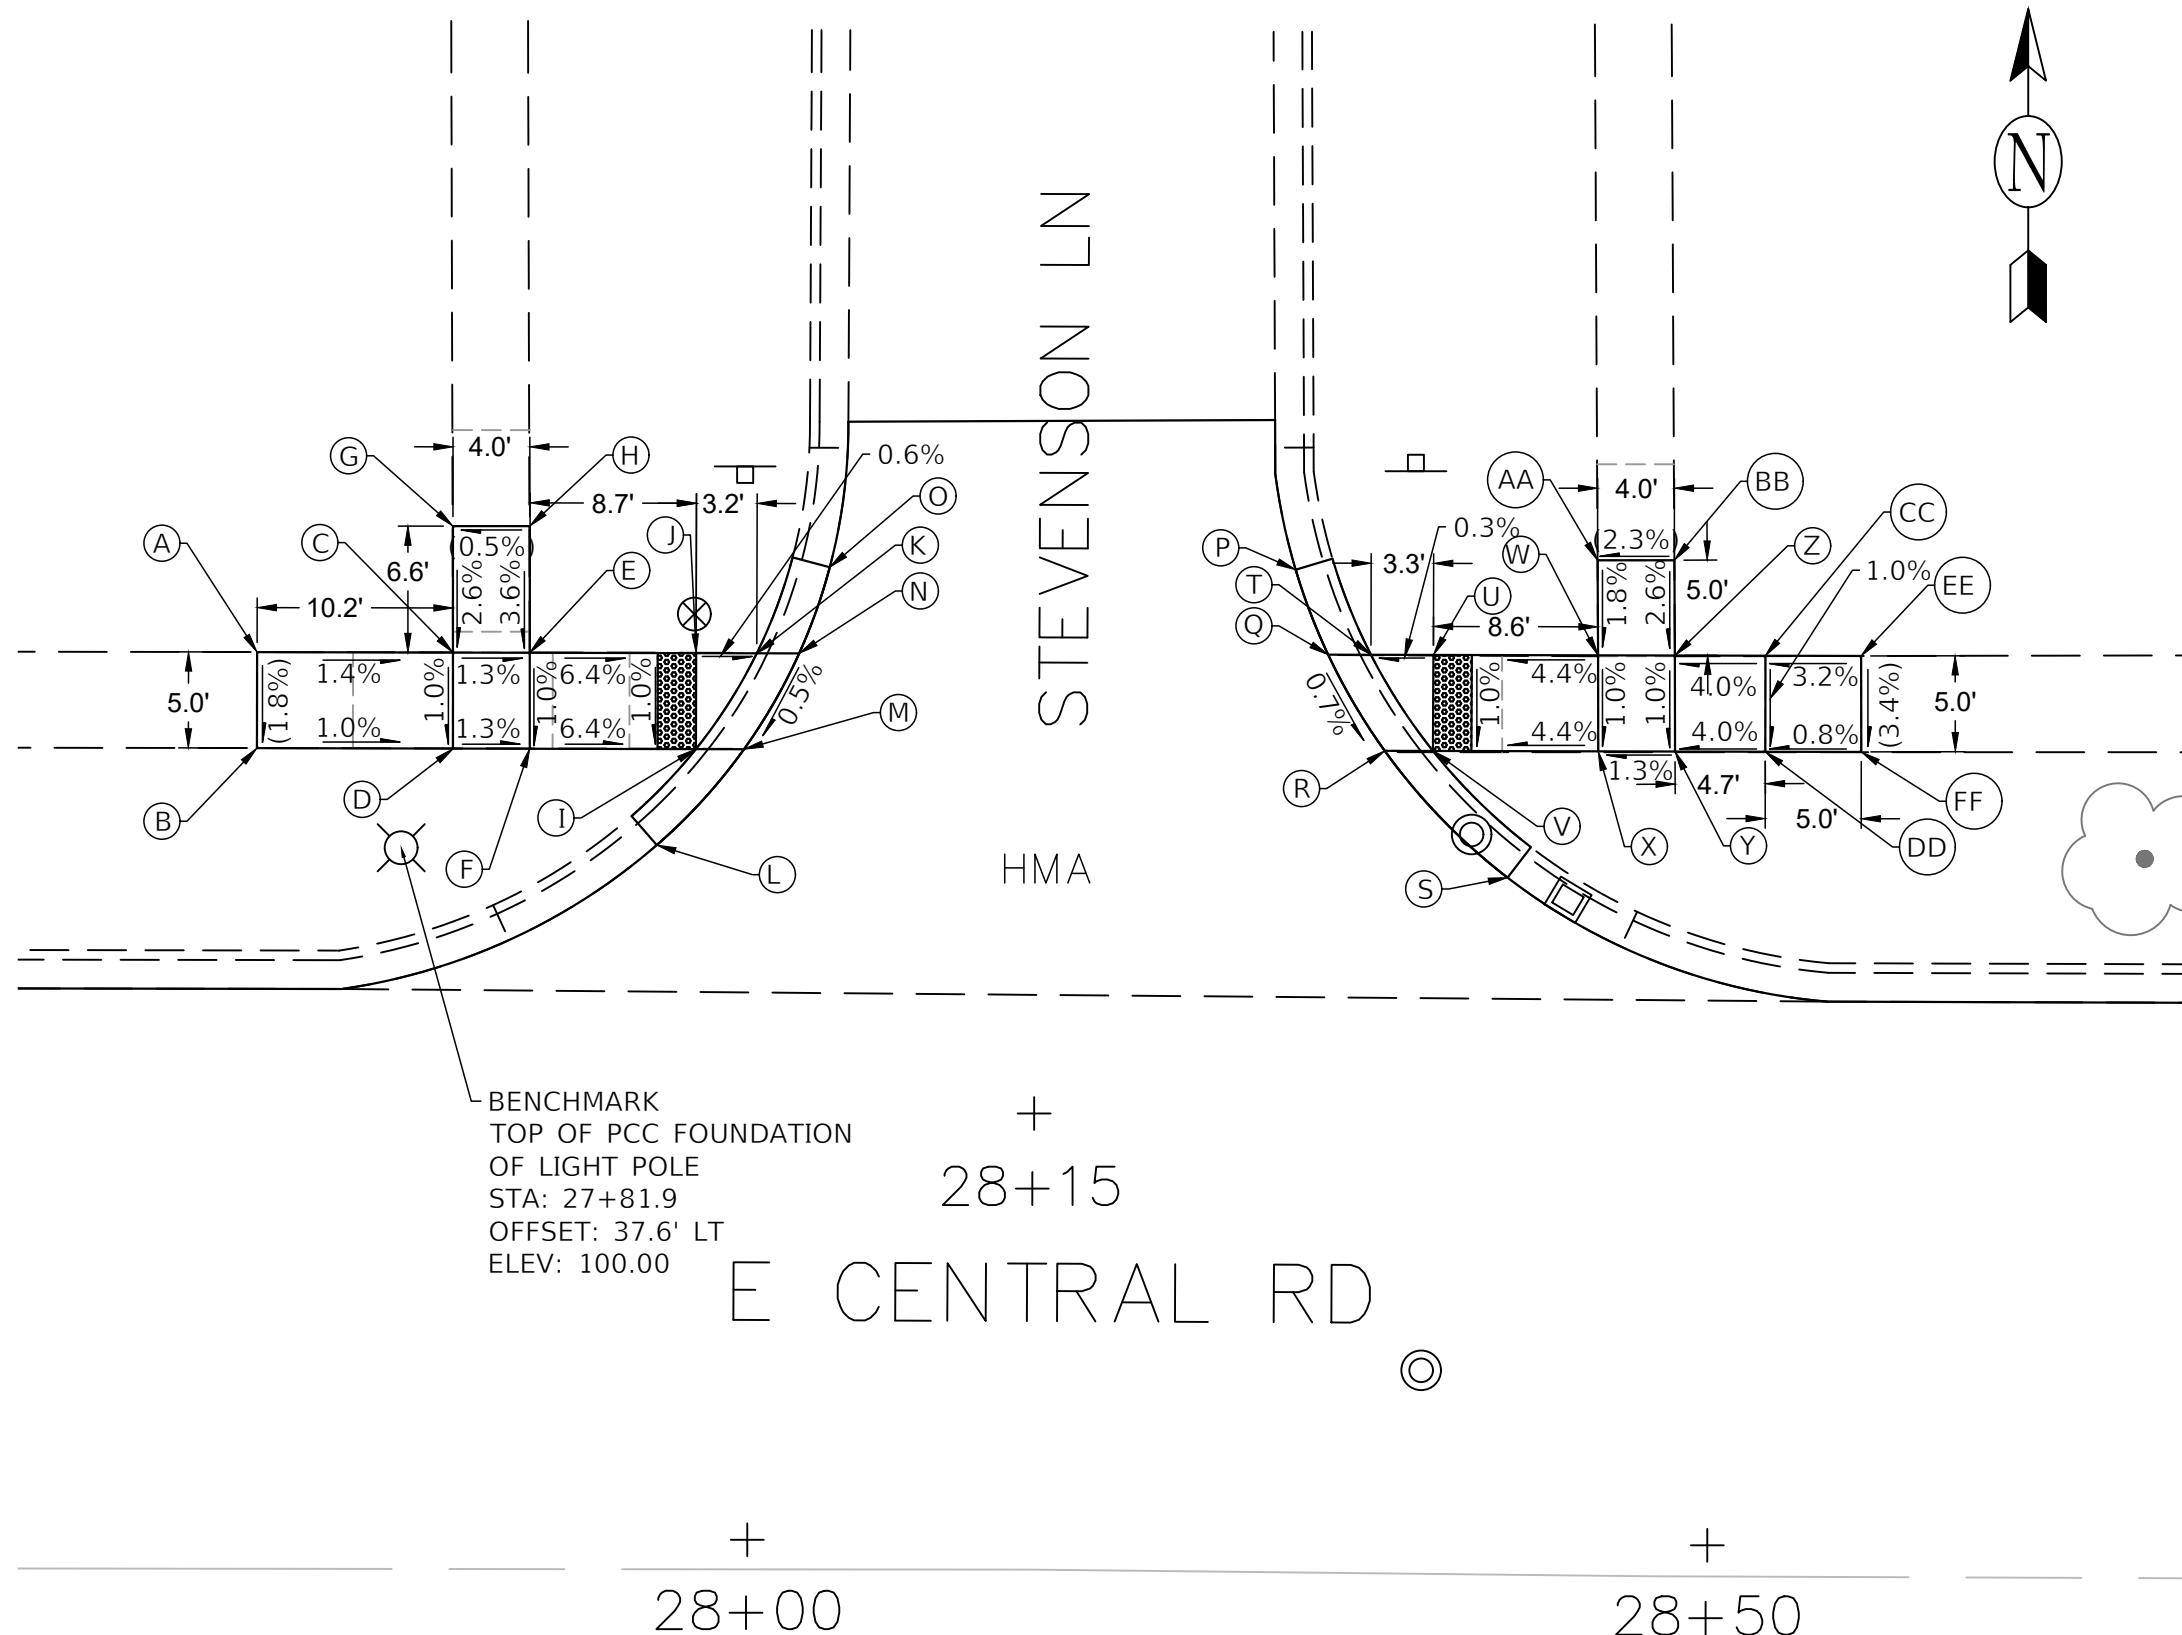 N
STEVENSON LN
0.6%
G
4.0'
H
8.7'
3.2'
O
AA
4.0'
BB
CC
A
C
J
K
P
0.3%
W
(2.3%)
Z
(0.5%)
6.6'
E
2.6%
3.6%
3.3'
T
U
1.8%
2.6%
5.0'
1.0%
EE
10.2'
N
Q
8.6'
5.0'
(1.8%)
1.4%
1.0%
1.0%
1.3%
1.3%
1.0%
6.4%
6.4%
1.0%
0.5%
M
0.7%
1.0%
4.4%
4.4%
1.0%
1.0%
4.0%
4.0%
3.2%
0.8%
(3.4%)
5.0'
1.3%
4.7'
5.0'
B
D
F
I
L
R
S
V
X
Y
DD
FF
HMA
BENCHMARK
TOP OF PCC FOUNDATION
OF LIGHT POLE
STA: 27+81.9
OFFSET: 37.6' LT
ELEV: 100.00
28+15
E CENTRAL RD
28+00
28+50